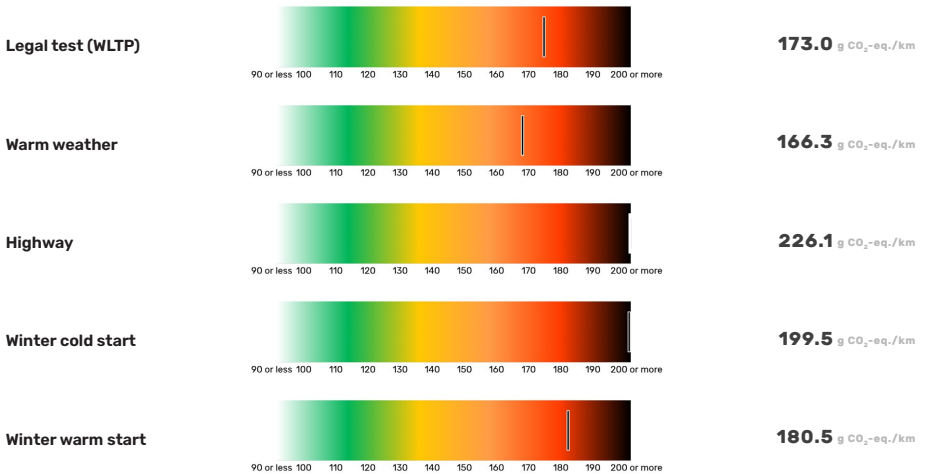 Legal test (WLTP)
173.0 g CO₂-eq./km
90 or less 100 110 120 130 140 150 160 170 180 190 200 or more
Warm weather
166.3 g CO₂-eq./km
90 or less 100 110 120 130 140 150 160 170 180 190 200 or more
Highway
226.1 g CO₂-eq./km
90 or less 100 110 120 130 140 150 160 170 180 190 200 or more
Winter cold start
199.5 g CO₂-eq./km
90 or less 100 110 120 130 140 150 160 170 180 190 200 or more
Winter warm start
180.5 g CO₂-eq./km
90 or less 100 110 120 130 140 150 160 170 180 190 200 or more